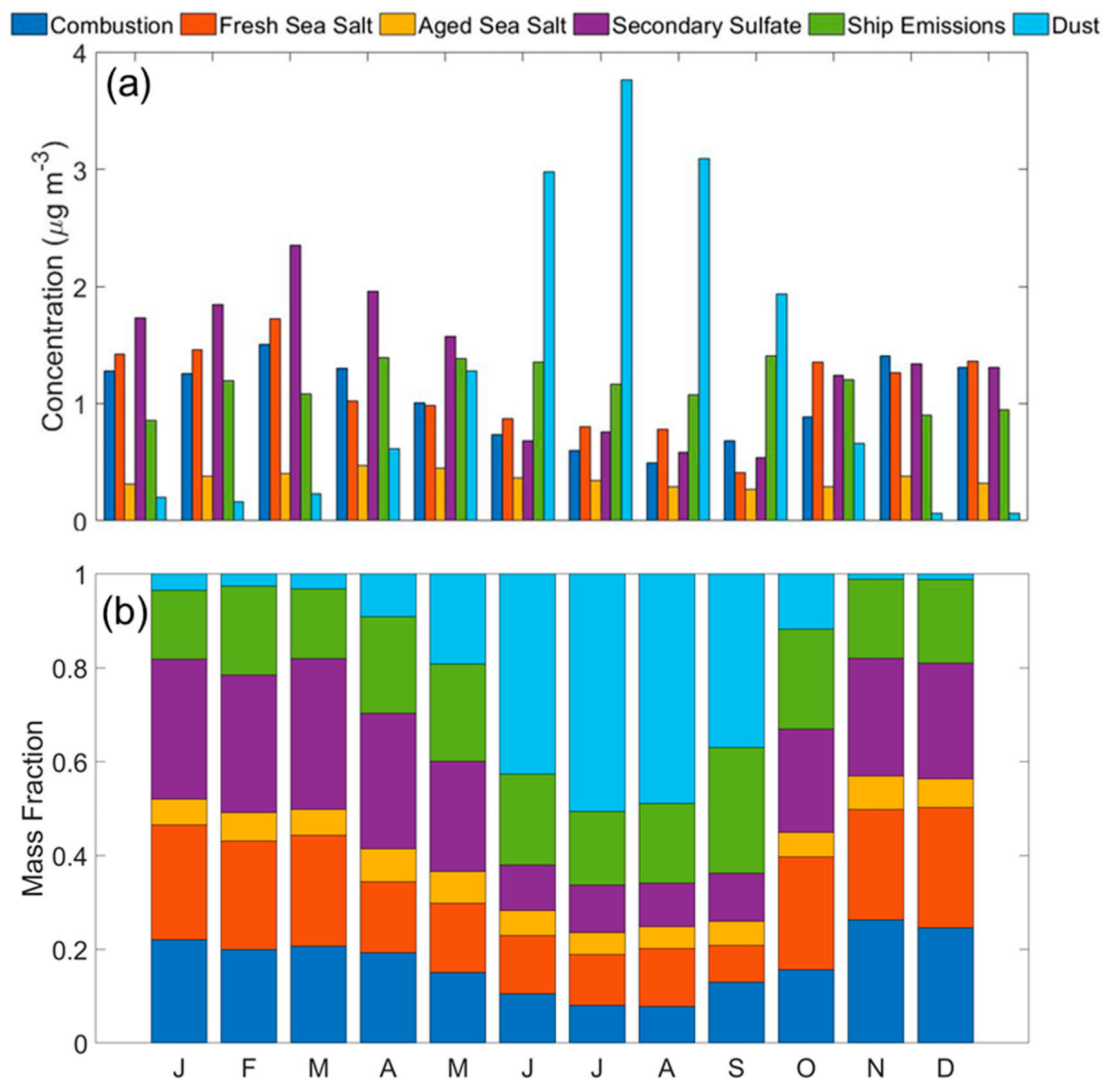 Combustion Fresh Sea Salt Aged Sea Salt Secondary Sulfate Ship Emissions Dust
(a)
4
3
2
1
0
Concentration (μg m⁻³)
(b)
1
0.8
0.6
0.4
0.2
0
Mass Fraction
J F M A M J J A S O N D